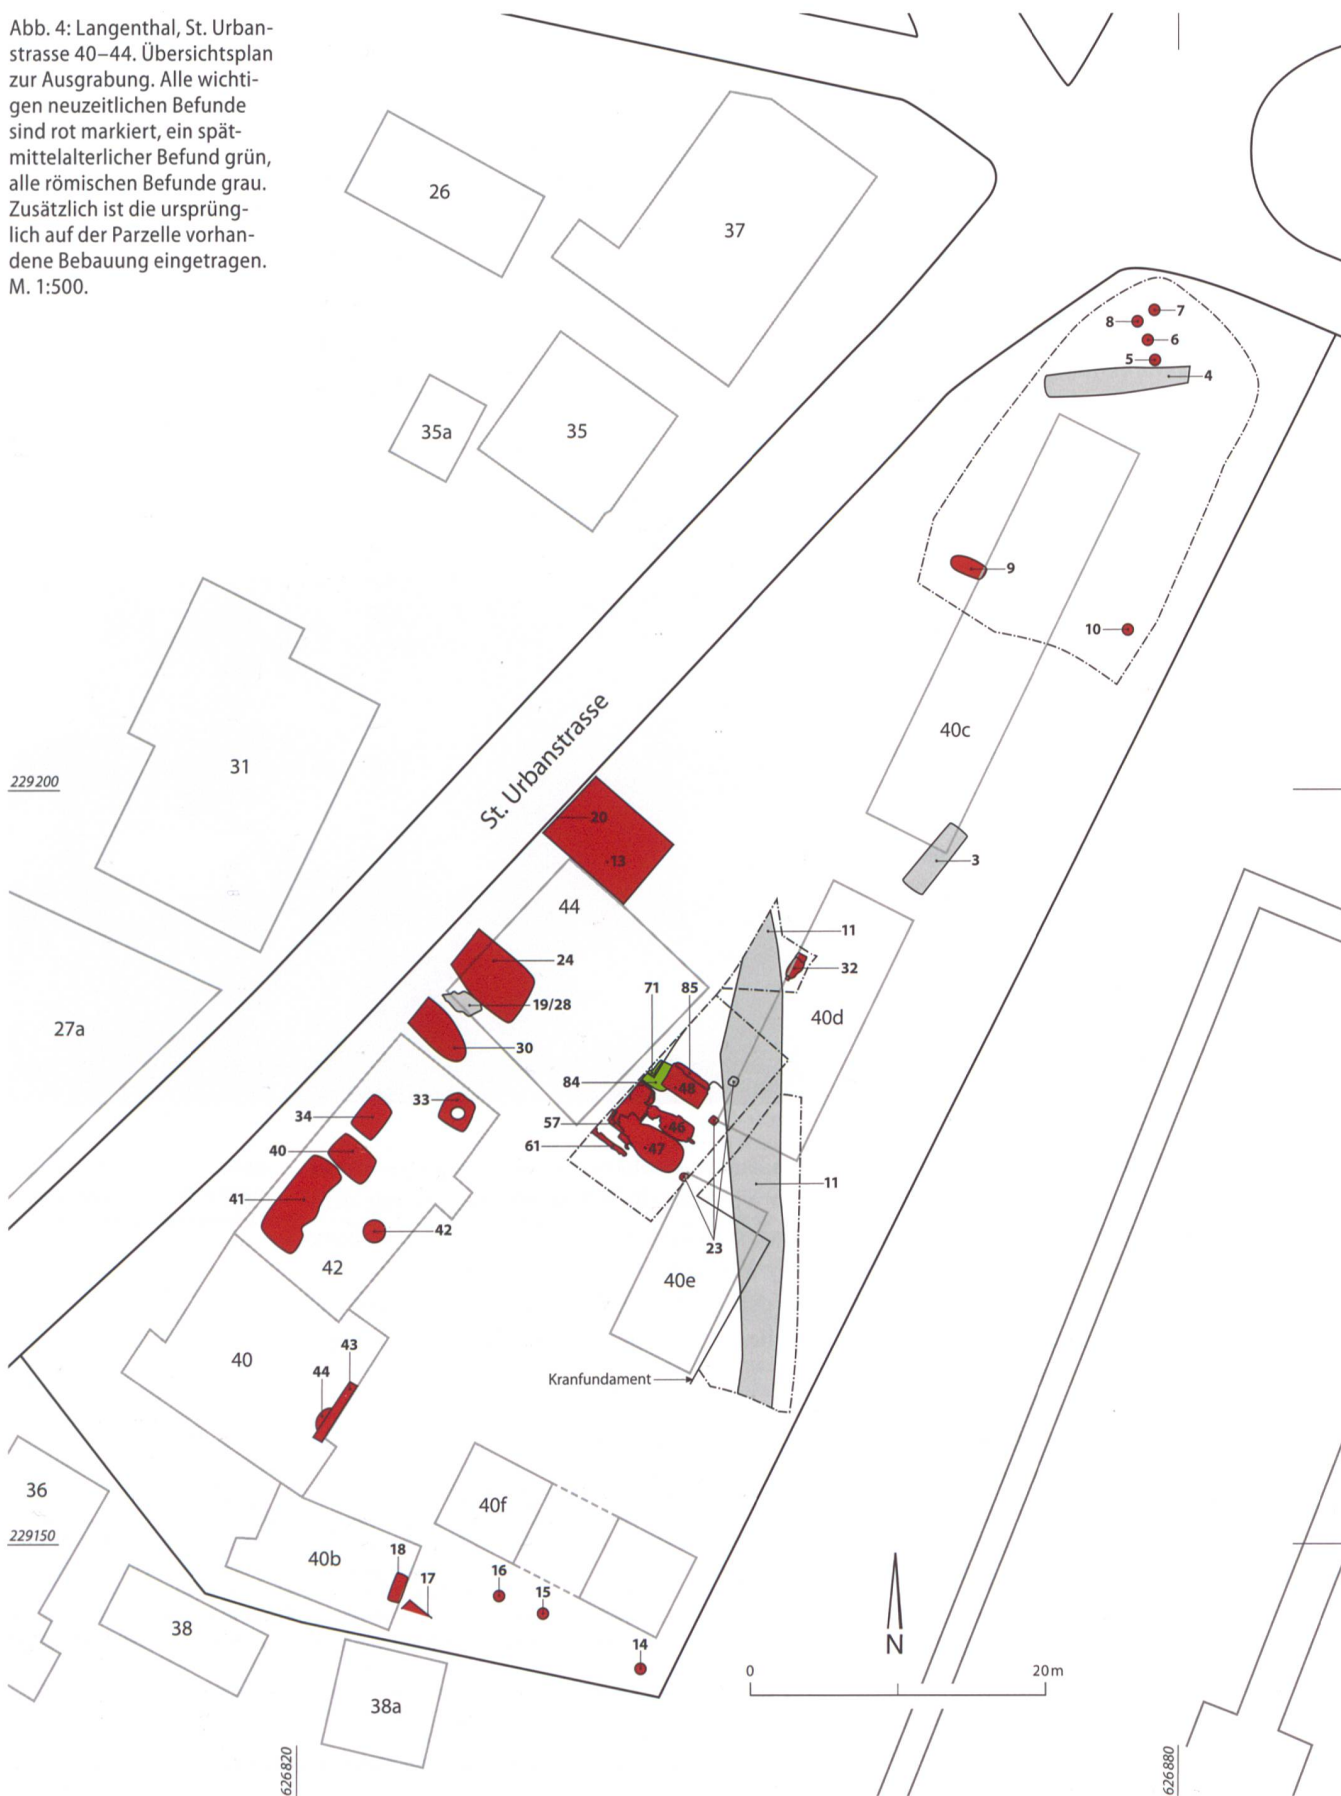 Abb. 4: Langenthal, St. Urban-
strasse 40–44. Übersichtsplan
zur Ausgrabung. Alle wichti-
gen neuzeitlichen Befunde
sind rot markiert, ein spät-
mittelalterlicher Befund grün,
alle römischen Befunde grau.
Zusätzlich ist die ursprüng-
lich auf der Parzelle vorhan-
dene Bebauung eingetragen.
M. 1:500.
26
37
7
8
6
5
4
35a
35
9
10
40c
31
229200
St. Urbanstrasse
20
13
3
44
11
24
32
71
85
19/28
40d
27a
30
84
48
33
34
57
46
40
61
47
41
11
42
23
42
40e
40
43
44
Kranfundament
36
40f
229150
40b
18
17
16
15
38
14
N
0
20m
38a
626820
626880